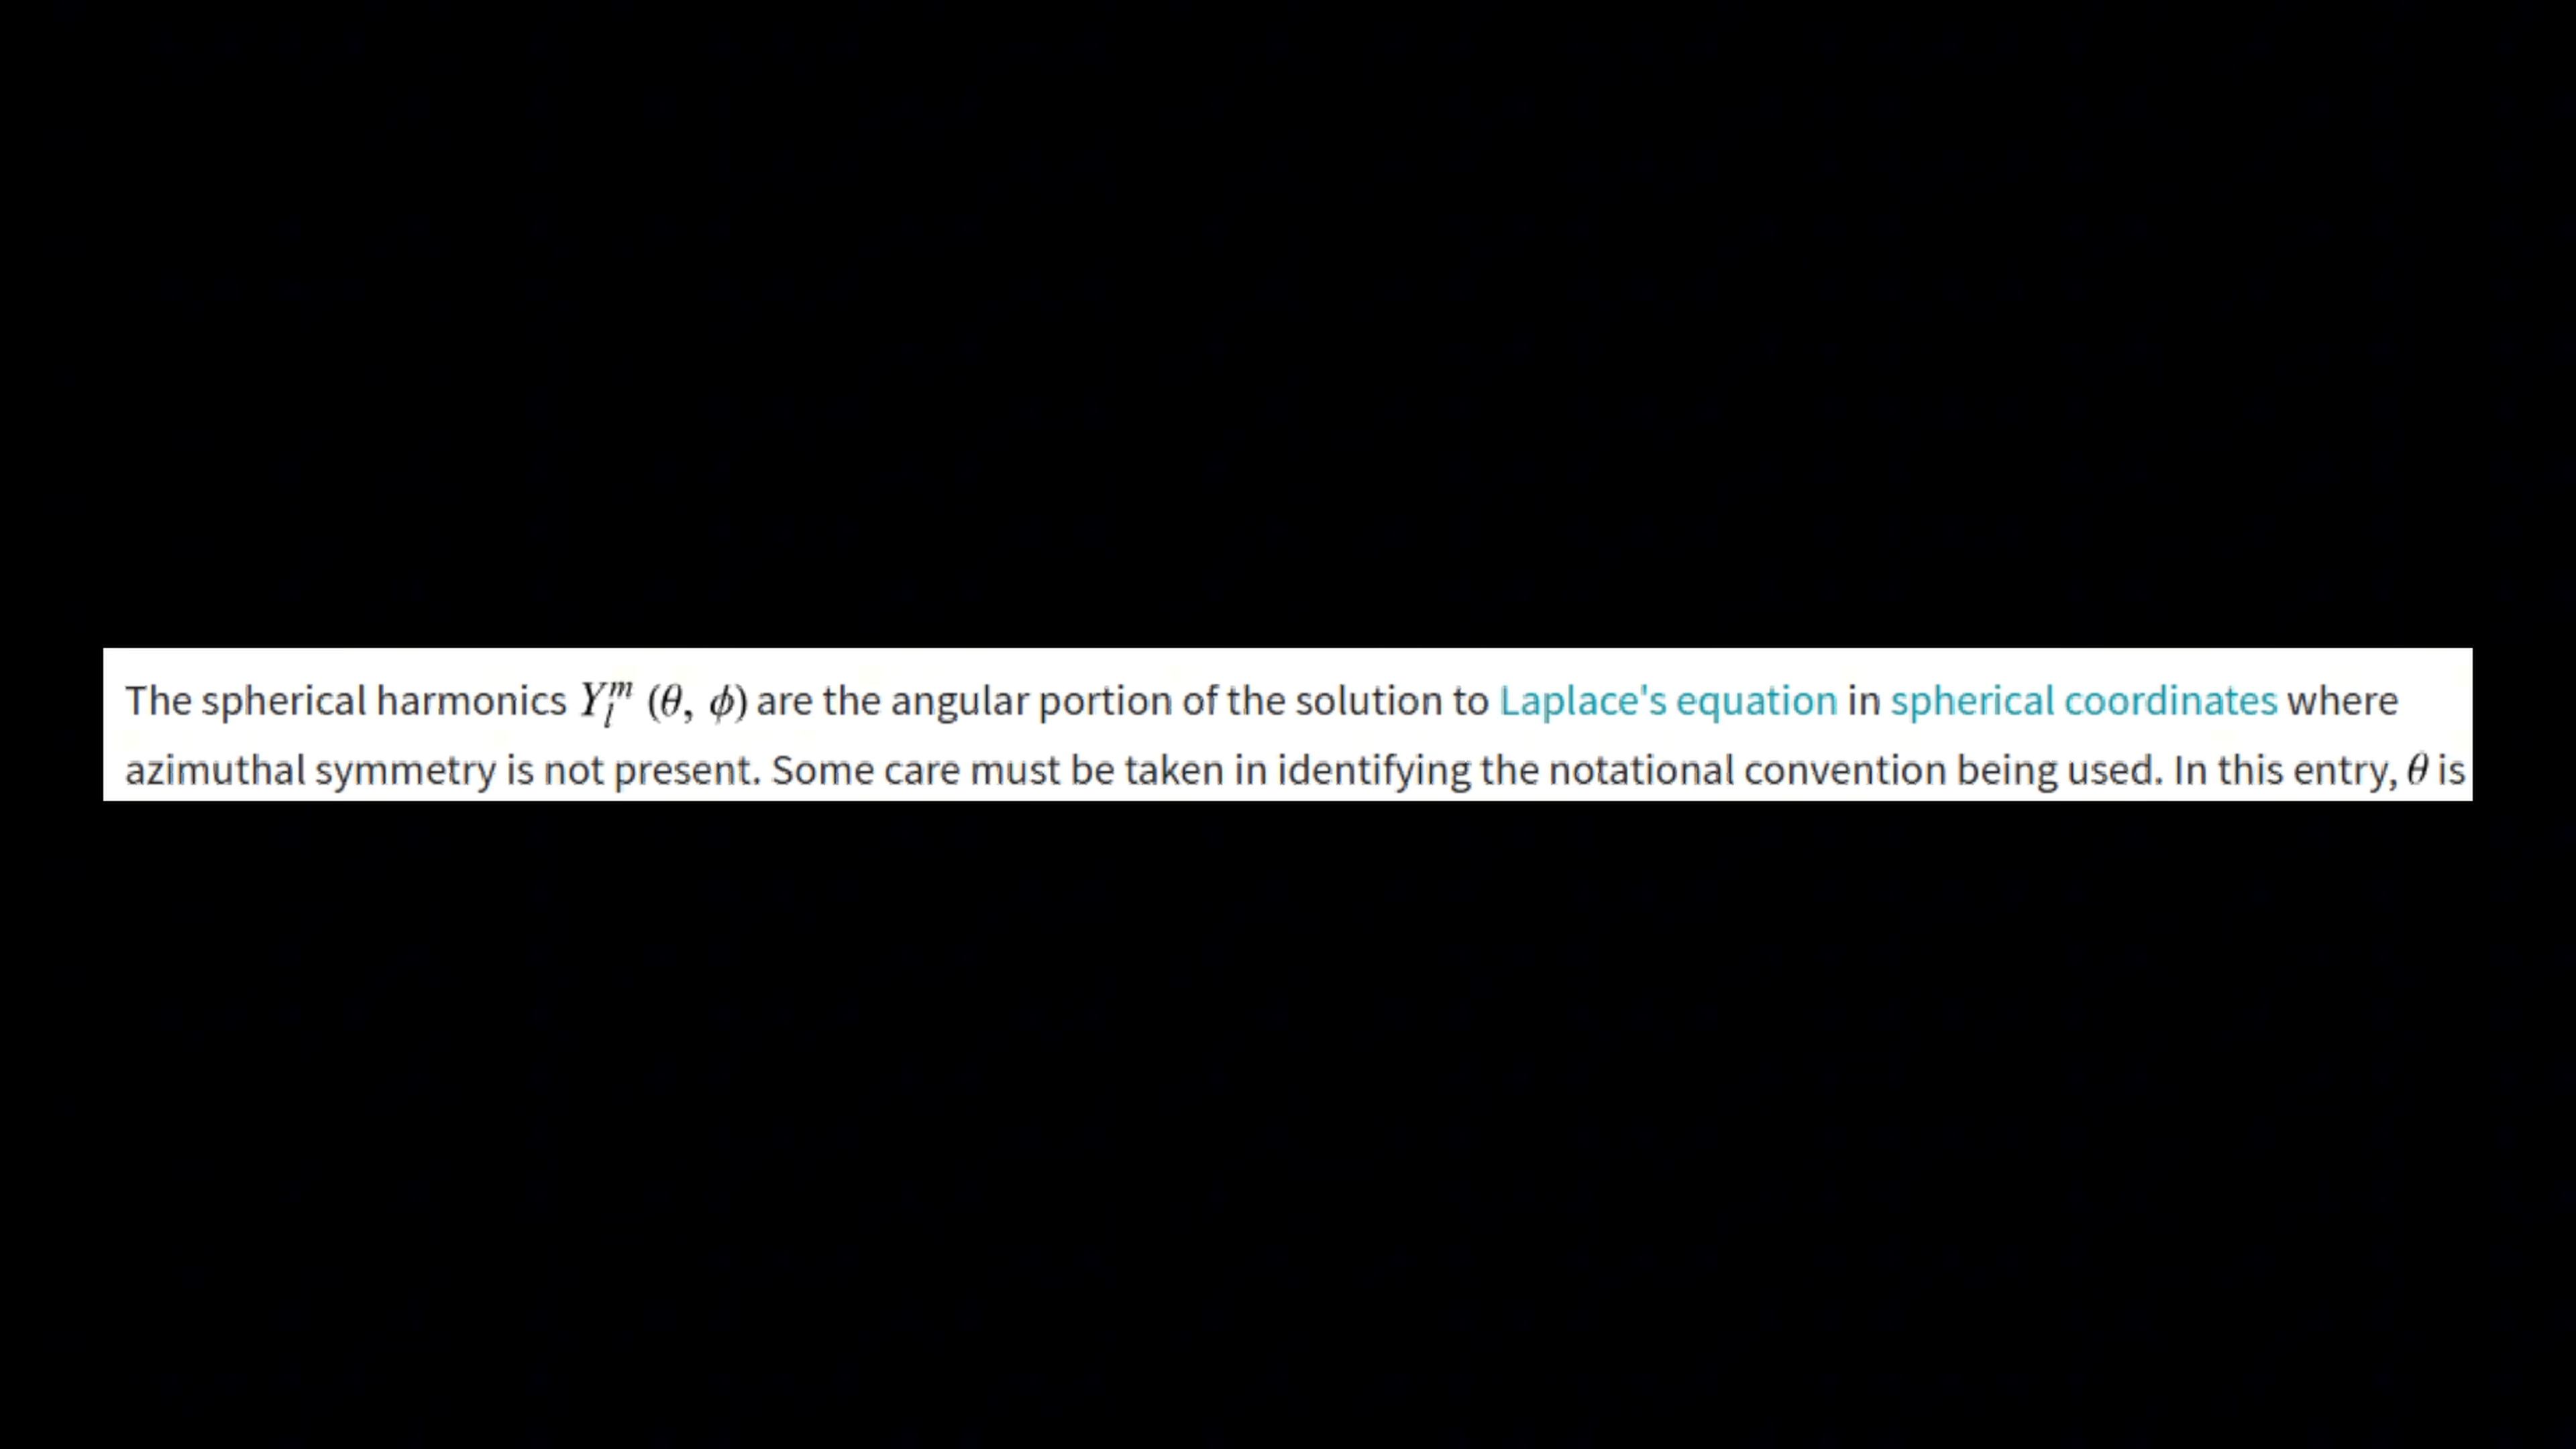 The spherical harmonics Y_l^m (θ, ϕ) are the angular portion of the solution to Laplace's equation in spherical coordinates where
azimuthal symmetry is not present. Some care must be taken in identifying the notational convention being used. In this entry, θ is